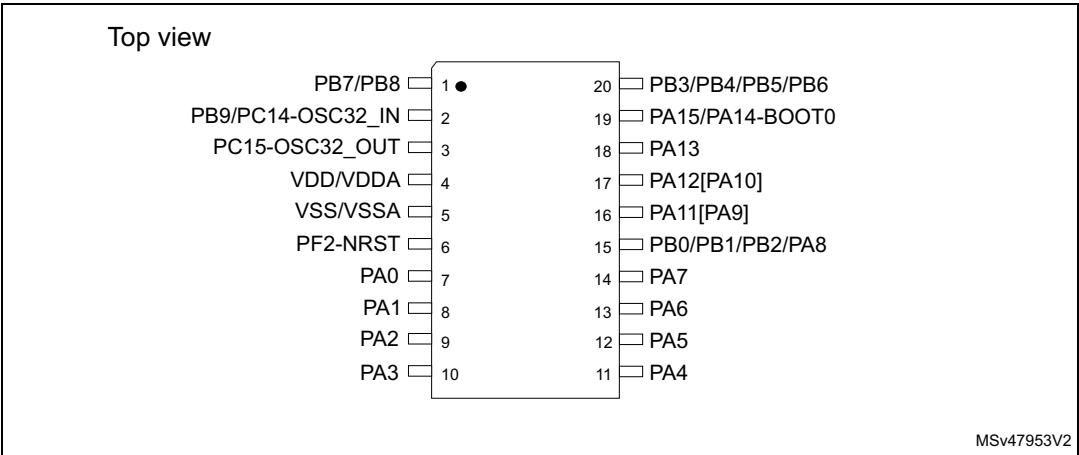 Top view
PB7/PB8 1 20 PB3/PB4/PB5/PB6
PB9/PC14-OSC32_IN 2 19 PA15/PA14-BOOT0
PC15-OSC32_OUT 3 18 PA13
VDD/VDDA 4 17 PA12[PA10]
VSS/VSSA 5 16 PA11[PA9]
PF2-NRST 6 15 PB0/PB1/PB2/PA8
PA0 7 14 PA7
PA1 8 13 PA6
PA2 9 12 PA5
PA3 10 11 PA4
MSv47953V2